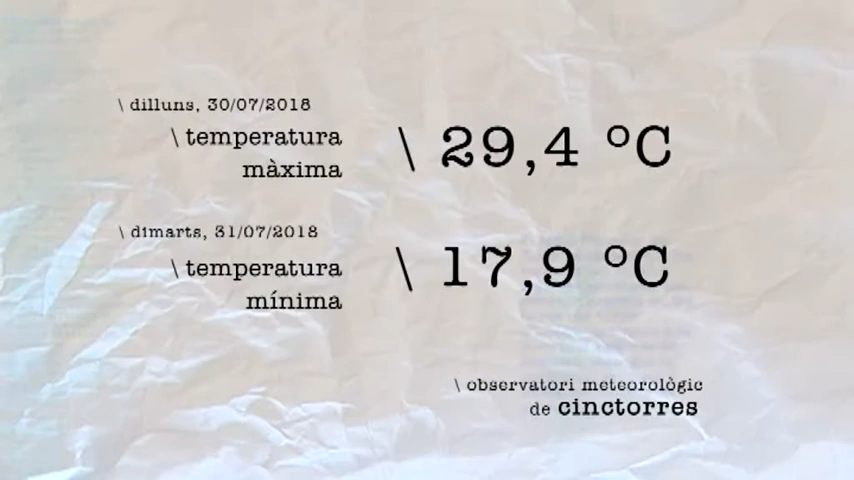 \ dilluns, 30/07/2018
\ temperatura
màxima
\ 29,4 ºC
\ dimarts, 31/07/2018
\ temperatura
mínima
\ 17,9 ºC
\ observatori meteorològic
de cinctorres